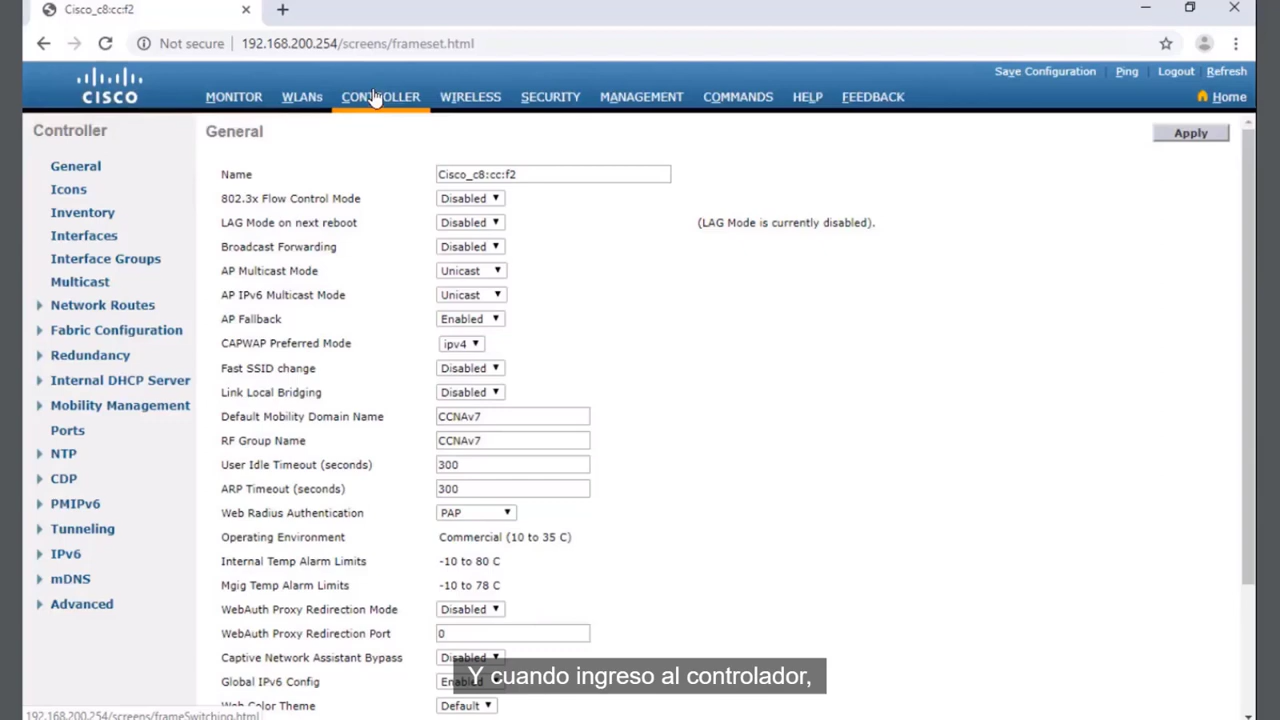 Cisco_c8:cc:f2
Not secure
192.168.200.254/screens/frameset.html
Save Configuration Ping Logout Refresh
CISCO
MONITOR WLANs CONTROLLER WIRELESS SECURITY MANAGEMENT COMMANDS HELP FEEDBACK
Home
Controller
General
Icons
Inventory
Interfaces
Interface Groups
Multicast
Network Routes
Fabric Configuration
Redundancy
Internal DHCP Server
Mobility Management
Ports
NTP
CDP
PMIPv6
Tunneling
IPv6
mDNS
Advanced
General
Apply
Name Cisco_c8:cc:f2
802.3x Flow Control Mode Disabled
LAG Mode on next reboot Disabled (LAG Mode is currently disabled).
Broadcast Forwarding Disabled
AP Multicast Mode Unicast
AP IPv6 Multicast Mode Unicast
AP Fallback Enabled
CAPWAP Preferred Mode ipv4
Fast SSID change Disabled
Link Local Bridging Disabled
Default Mobility Domain Name CCNAv7
RF Group Name CCNAv7
User Idle Timeout (seconds) 300
ARP Timeout (seconds) 300
Web Radius Authentication PAP
Operating Environment Commercial (10 to 35 C)
Internal Temp Alarm Limits -10 to 80 C
Mgig Temp Alarm Limits -10 to 78 C
WebAuth Proxy Redirection Mode Disabled
WebAuth Proxy Redirection Port 0
Captive Network Assistant Bypass Disabled
Global IPv6 Config Enabled
Web Color Theme Default
Y cuando ingreso al controlador,
192.168.200.254/screens/frameSwitching.html